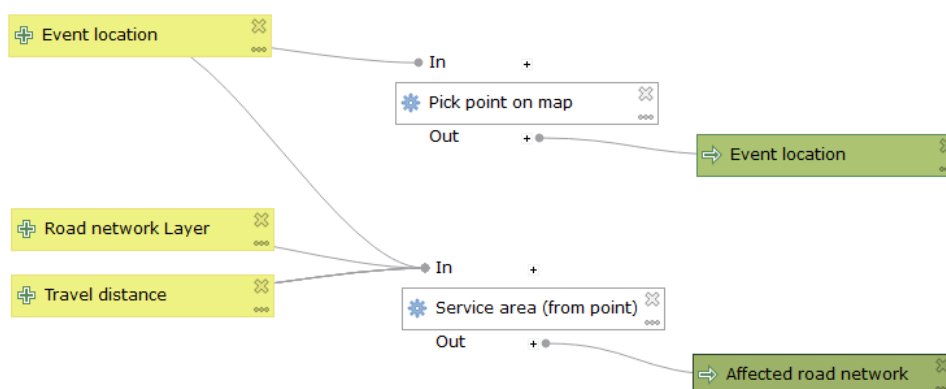 Event location
In
Pick point on map
Out
Event location
Road network Layer
In
Travel distance
Service area (from point)
Out
Affected road network